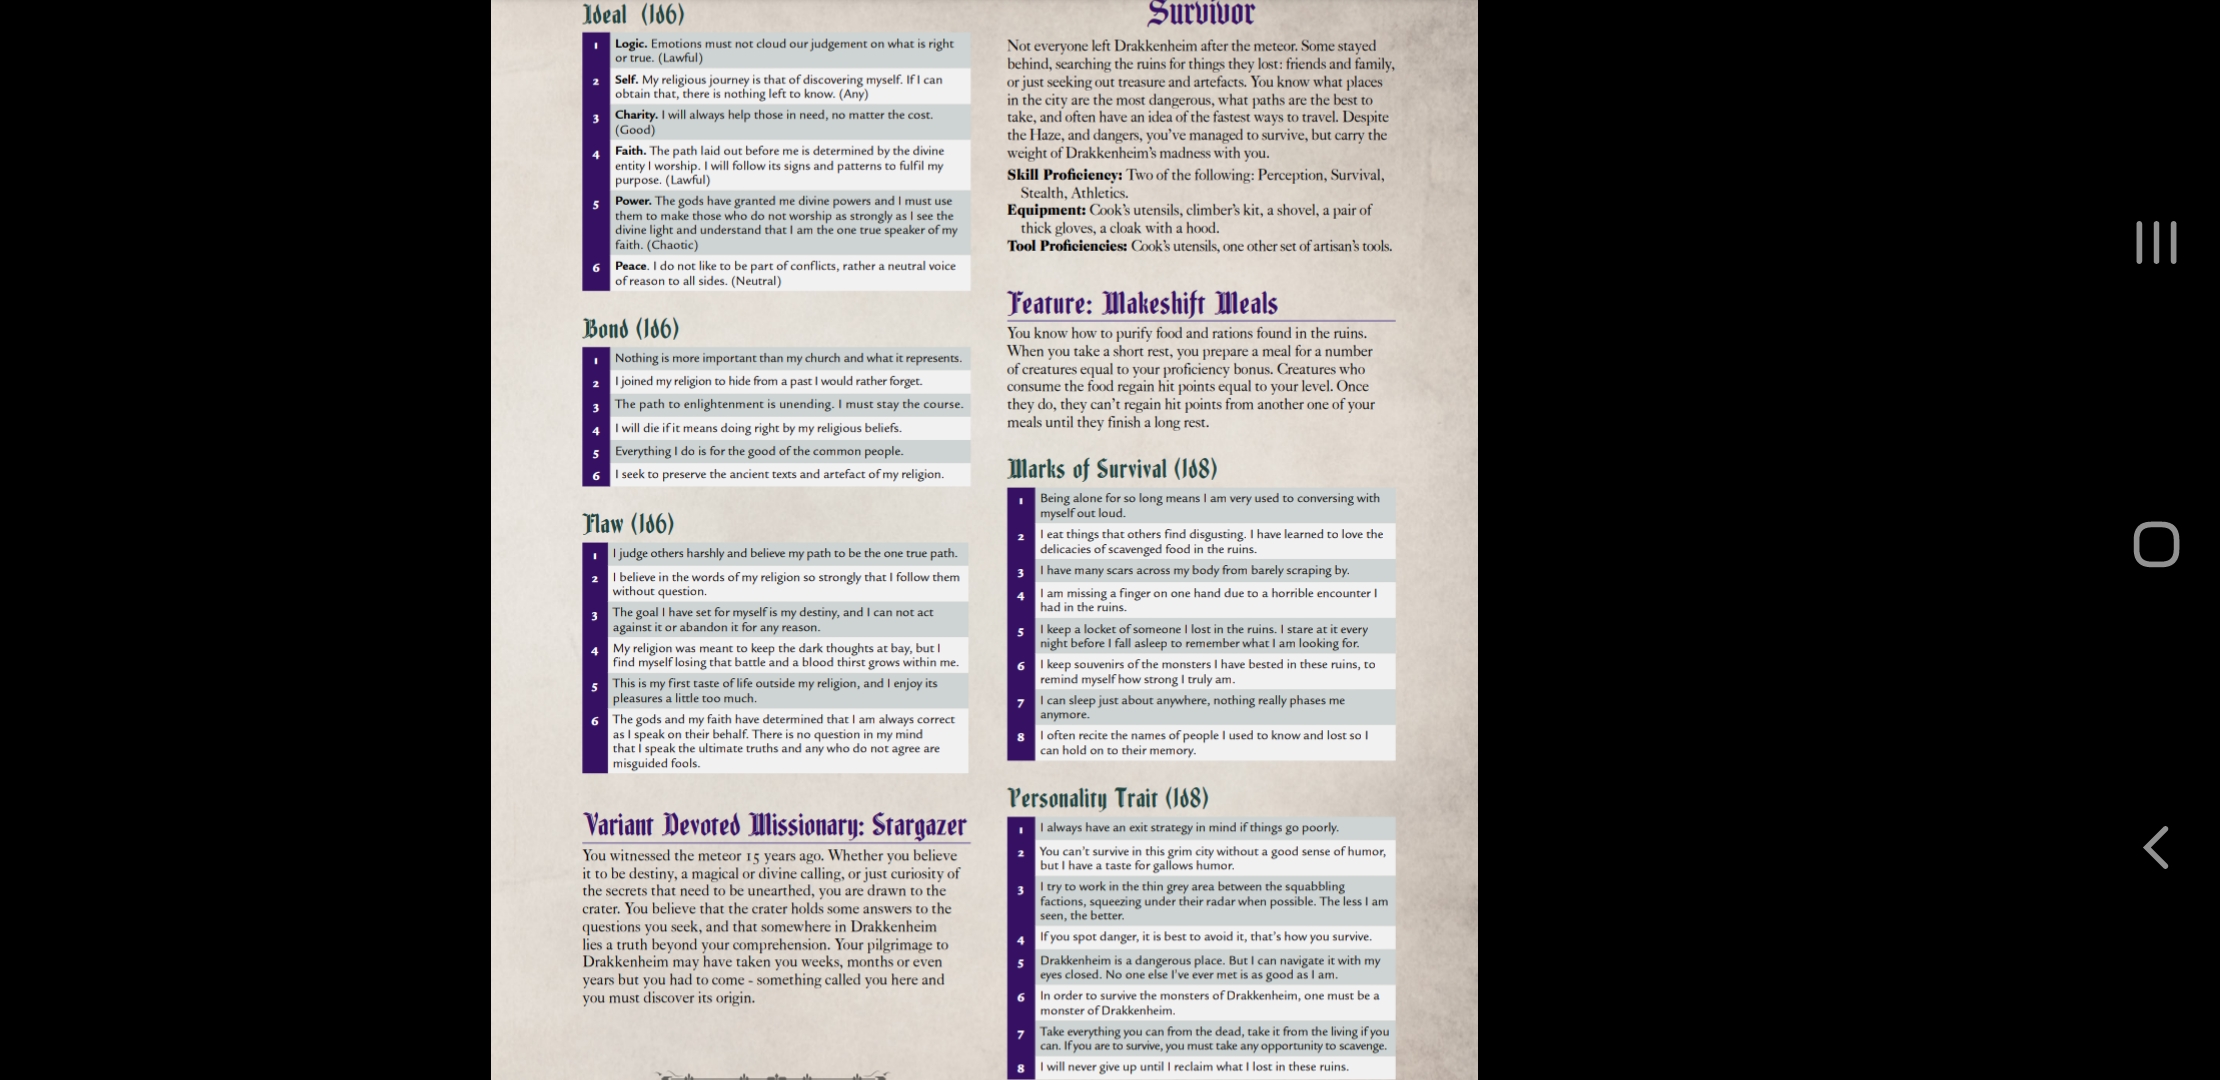 Ideal (1d6)
1 Logic. Emotions must not cloud our judgement on what is right
or true. (Lawful)
2 Self. My religious journey is that of discovering myself. If I can
obtain that, there is nothing left to know. (Any)
3 Charity. I will always help those in need, no matter the cost.
(Good)
4 Faith. The path laid out before me is determined by the divine
entity I worship. I will follow its signs and patterns to fulfil my
purpose. (Lawful)
5 Power. The gods have granted me divine powers and I must use
them to make those who do not worship as strongly as I see the
divine light and understand that I am the one true speaker of my
faith. (Chaotic)
6 Peace. I do not like to be part of conflicts, rather a neutral voice
of reason to all sides. (Neutral)
Bond (1d6)
1 Nothing is more important than my church and what it represents.
2 I joined my religion to hide from a past I would rather forget.
3 The path to enlightenment is unending. I must stay the course.
4 I will die if it means doing right by my religious beliefs.
5 Everything I do is for the good of the common people.
6 I seek to preserve the ancient texts and artefact of my religion.
Flaw (1d6)
1 I judge others harshly and believe my path to be the one true path.
2 I believe in the words of my religion so strongly that I follow them
without question.
3 The goal I have set for myself is my destiny, and I can not act
against it or abandon it for any reason.
4 My religion was meant to keep the dark thoughts at bay, but I
find myself losing that battle and a blood thirst grows within me.
5 This is my first taste of life outside my religion, and I enjoy its
pleasures a little too much.
6 The gods and my faith have determined that I am always correct
as I speak on their behalf. There is no question in my mind
that I speak the ultimate truths and any who do not agree are
misguided fools.
Variant Devoted Missionary: Stargazer
You witnessed the meteor 15 years ago. Whether you believe
it to be destiny, a magical or divine calling, or just curiosity of
the secrets that need to be unearthed, you are drawn to the
crater. You believe that the crater holds some answers to the
questions you seek, and that somewhere in Drakkenheim
lies a truth beyond your comprehension. Your pilgrimage to
Drakkenheim may have taken you weeks, months or even
years but you had to come - something called you here and
you must discover its origin.
Survivor
Not everyone left Drakkenheim after the meteor. Some stayed
behind, searching the ruins for things they lost: friends and family,
or just seeking out treasure and artefacts. You know what places
in the city are the most dangerous, what paths are the best to
take, and often have an idea of the fastest ways to travel. Despite
the Haze, and dangers, you've managed to survive, but carry the
weight of Drakkenheim's madness with you.
Skill Proficiency: Two of the following: Perception, Survival,
Stealth, Athletics.
Equipment: Cook's utensils, climber's kit, a shovel, a pair of
thick gloves, a cloak with a hood.
Tool Proficiencies: Cook's utensils, one other set of artisan's tools.
Feature: Makeshift Meals
You know how to purify food and rations found in the ruins.
When you take a short rest, you prepare a meal for a number
of creatures equal to your proficiency bonus. Creatures who
consume the food regain hit points equal to your level. Once
they do, they can't regain hit points from another one of your
meals until they finish a long rest.
Marks of Survival (1d8)
1 Being alone for so long means I am very used to conversing with
myself out loud.
2 I eat things that others find disgusting. I have learned to love the
delicacies of scavenged food in the ruins.
3 I have many scars across my body from barely scraping by.
4 I am missing a finger on one hand due to a horrible encounter I
had in the ruins.
5 I keep a locket of someone I lost in the ruins. I stare at it every
night before I fall asleep to remember what I am looking for.
6 I keep souvenirs of the monsters I have bested in these ruins, to
remind myself how strong I truly am.
7 I can sleep just about anywhere, nothing really phases me
anymore.
8 I often recite the names of people I used to know and lost so I
can hold on to their memory.
Personality Trait (1d8)
1 I always have an exit strategy in mind if things go poorly.
2 You can't survive in this grim city without a good sense of humor,
but I have a taste for gallows humor.
3 I try to work in the thin grey area between the squabbling
factions, squeezing under their radar when possible. The less I am
seen, the better.
4 If you spot danger, it is best to avoid it, that's how you survive.
5 Drakkenheim is a dangerous place. But I can navigate it with my
eyes closed. No one else I've ever met is as good as I am.
6 In order to survive the monsters of Drakkenheim, one must be a
monster of Drakkenheim.
7 Take everything you can from the dead, take it from the living if you
can. If you are to survive, you must take any opportunity to scavenge.
8 I will never give up until I reclaim what I lost in these ruins.